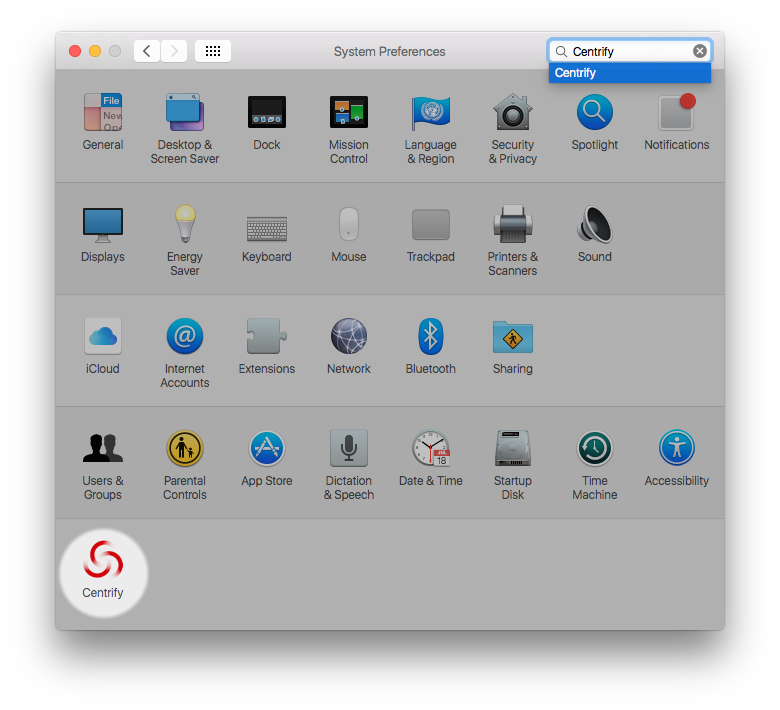 System Preferences
Centrify
Centrify
File
New
Ope
General
Desktop &
Screen Saver
Dock
Mission
Control
Language
& Region
Security
& Privacy
Spotlight
Notifications
Displays
Energy
Saver
Keyboard
Mouse
Trackpad
Printers &
Scanners
Sound
iCloud
@
Internet
Accounts
Extensions
Network
Bluetooth
Sharing
Users &
Groups
Parental
Controls
App Store
Dictation
& Speech
JUL
18
Date & Time
Startup
Disk
Time
Machine
Accessibility
Centrify